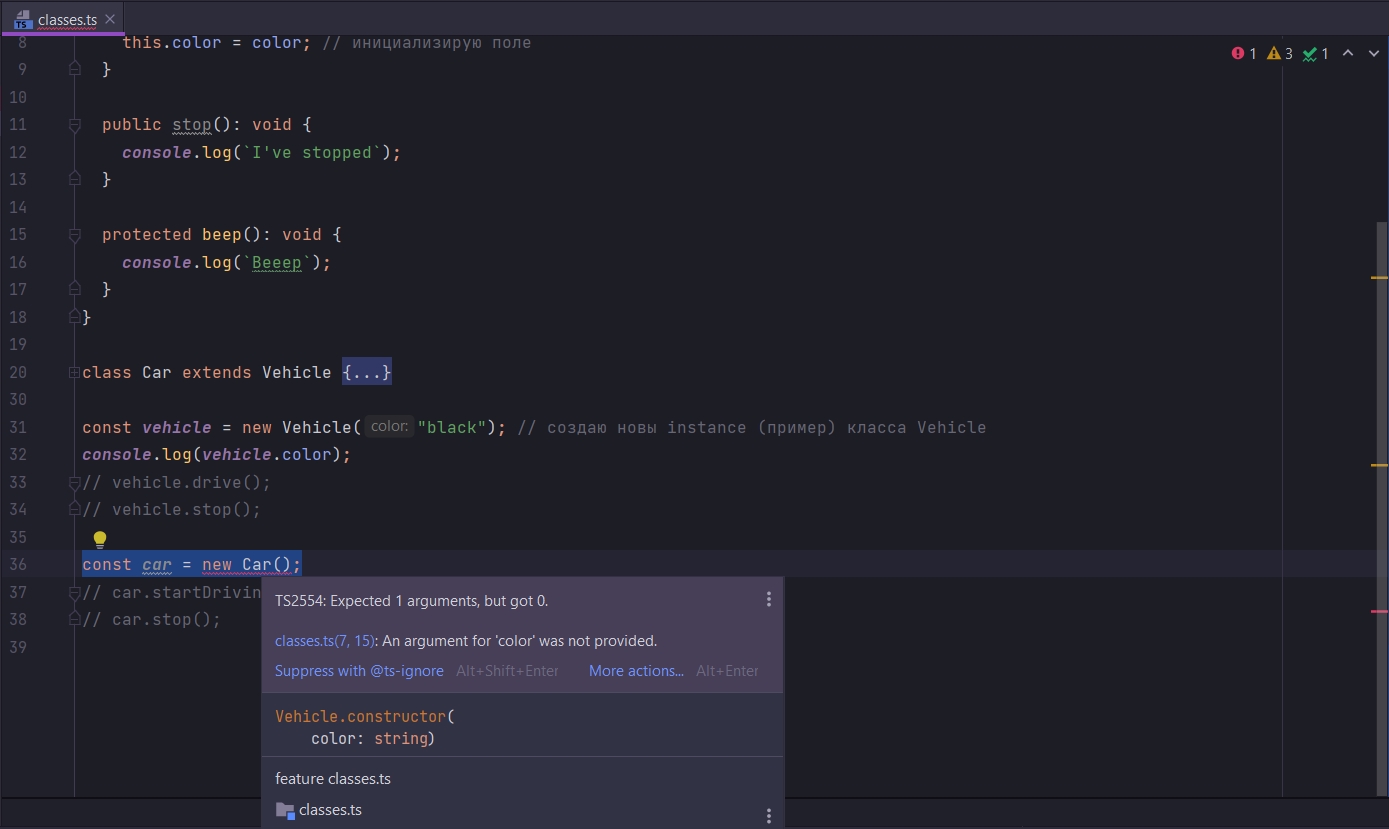 classes.ts
8 this.color = color; // инициализирую поле
1 3 1
9 }
10
11 public stop(): void {
12 console.log(`I've stopped`);
13 }
14
15 protected beep(): void {
16 console.log(`Beeep`);
17 }
18 }
19
20 class Car extends Vehicle {...}
30
31 const vehicle = new Vehicle( color: "black"); // создаю новы instance (пример) класса Vehicle
32 console.log(vehicle.color);
33 // vehicle.drive();
34 // vehicle.stop();
35
36 const car = new Car();
37 // car.startDrivin
38 // car.stop();
39
TS2554: Expected 1 arguments, but got 0.
classes.ts(7, 15): An argument for 'color' was not provided.
Suppress with @ts-ignore Alt+Shift+Enter More actions... Alt+Enter
Vehicle.constructor(
color: string)
feature classes.ts
classes.ts